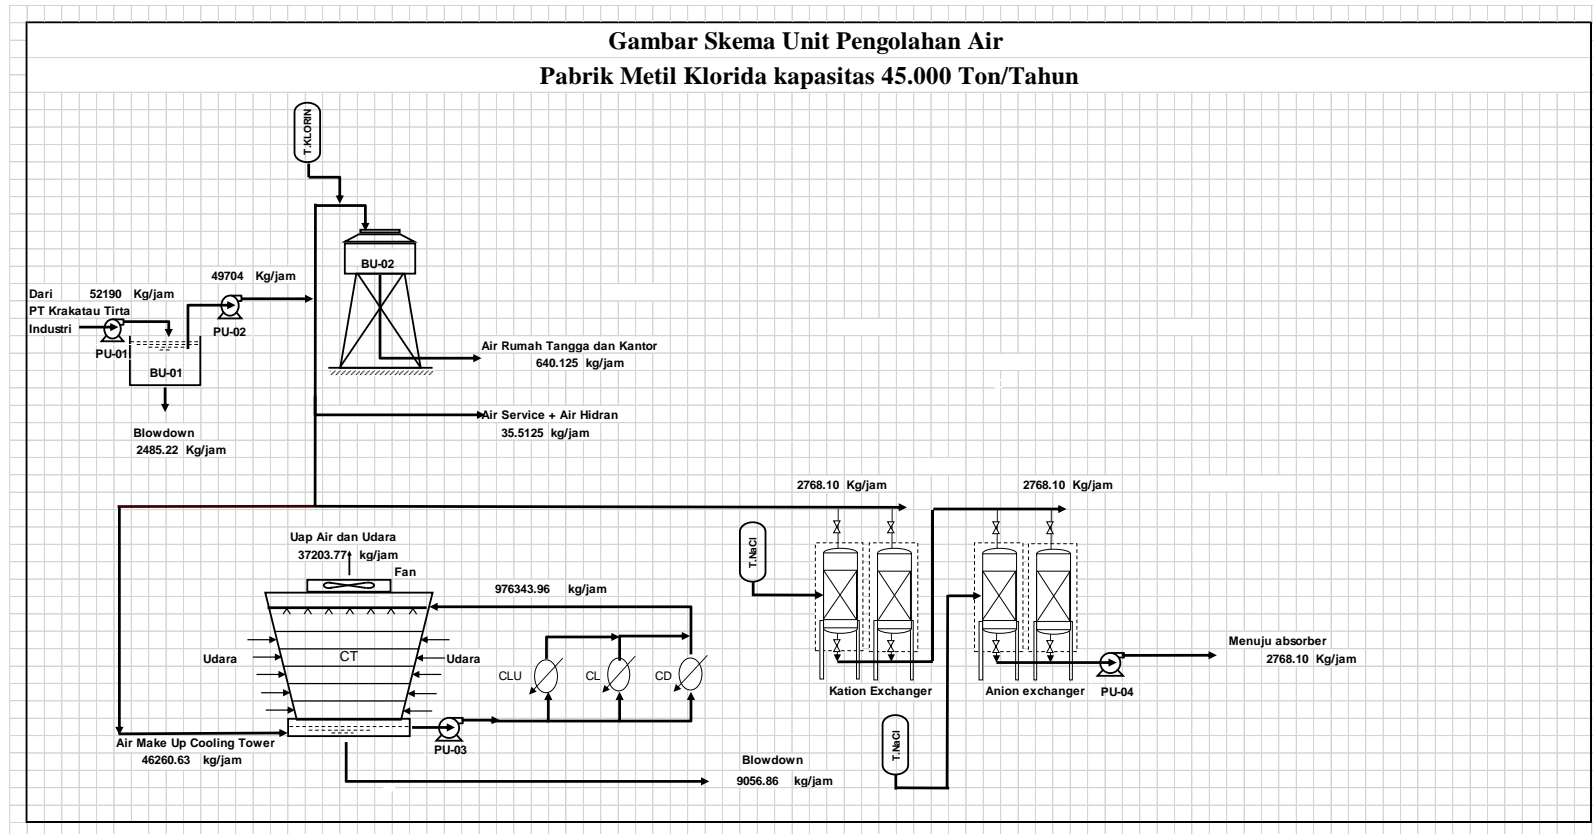 Gambar Skema Unit Pengolahan Air
Pabrik Metil Klorida kapasitas 45.000 Ton/Tahun
T.KLORIN
BU-02
49704 Kg/jam
Dari 52190 Kg/jam
PT Krakatau Tirta
Industri
PU-02
PU-01
BU-01
Air Rumah Tangga dan Kantor
640.125 kg/jam
Air Service + Air Hidran
35.5125 kg/jam
Blowdown
2485.22 Kg/jam
2768.10 Kg/jam
2768.10 Kg/jam
Uap Air dan Udara
37203.77 kg/jam
Fan
T.NaCl
976343.96 kg/jam
Udara
CT
Udara
CLU
CL
CD
Menuju absorber
2768.10 Kg/jam
Kation Exchanger
Anion exchanger
PU-04
Air Make Up Cooling Tower
46260.63 kg/jam
PU-03
T.NaCl
Blowdown
9056.86 kg/jam